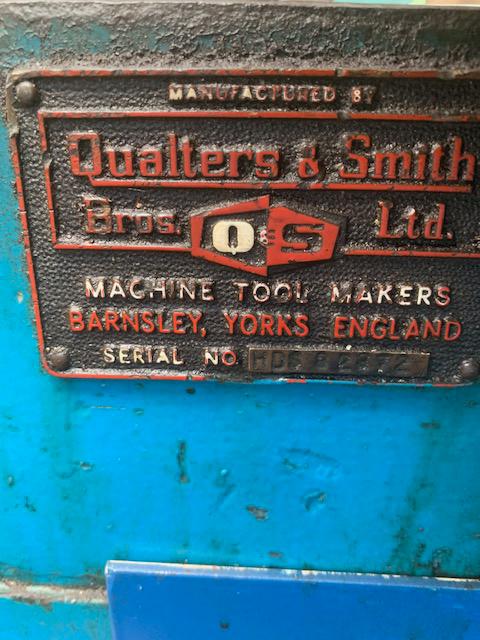 MANUFACTURED BY
Qualters & Smith
Bros. Q & S Ltd.
MACHINE TOOL MAKERS
BARNSLEY, YORKS ENGLAND
SERIAL NO.